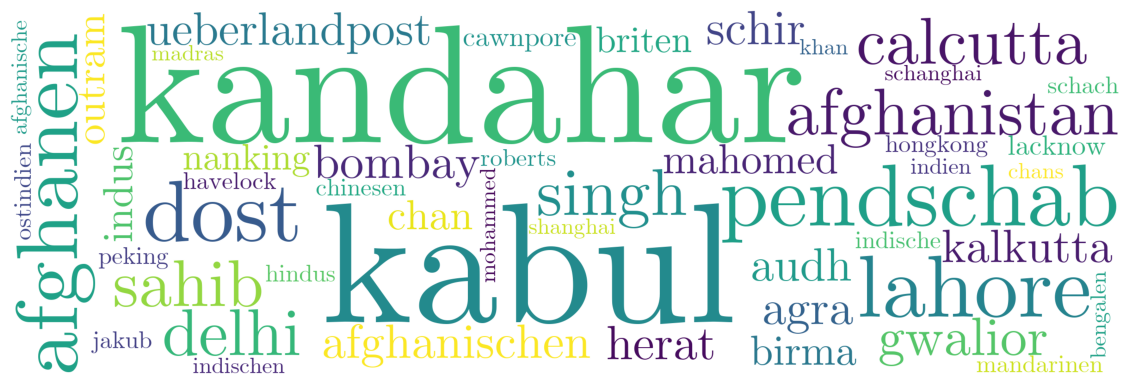 afghanische
outram
ueberlandpost
madras
cawnpore
briten
schir
khan
calcutta
schanghai
schach
kandahar
afghanistan
afghanen
ostindien
indus
nanking
bombay
roberts
mahomed
hongkong
lacknow
indien
chans
havelock
chinesen
mohammed
singh
pendschab
dost
chan
shanghai
kabul
indische
kalkutta
peking
sahib
hindus
audh
lahore
agra
bengalen
jakub
delhi
afghanischen
herat
birma
gwalior
indischen
mandarinen